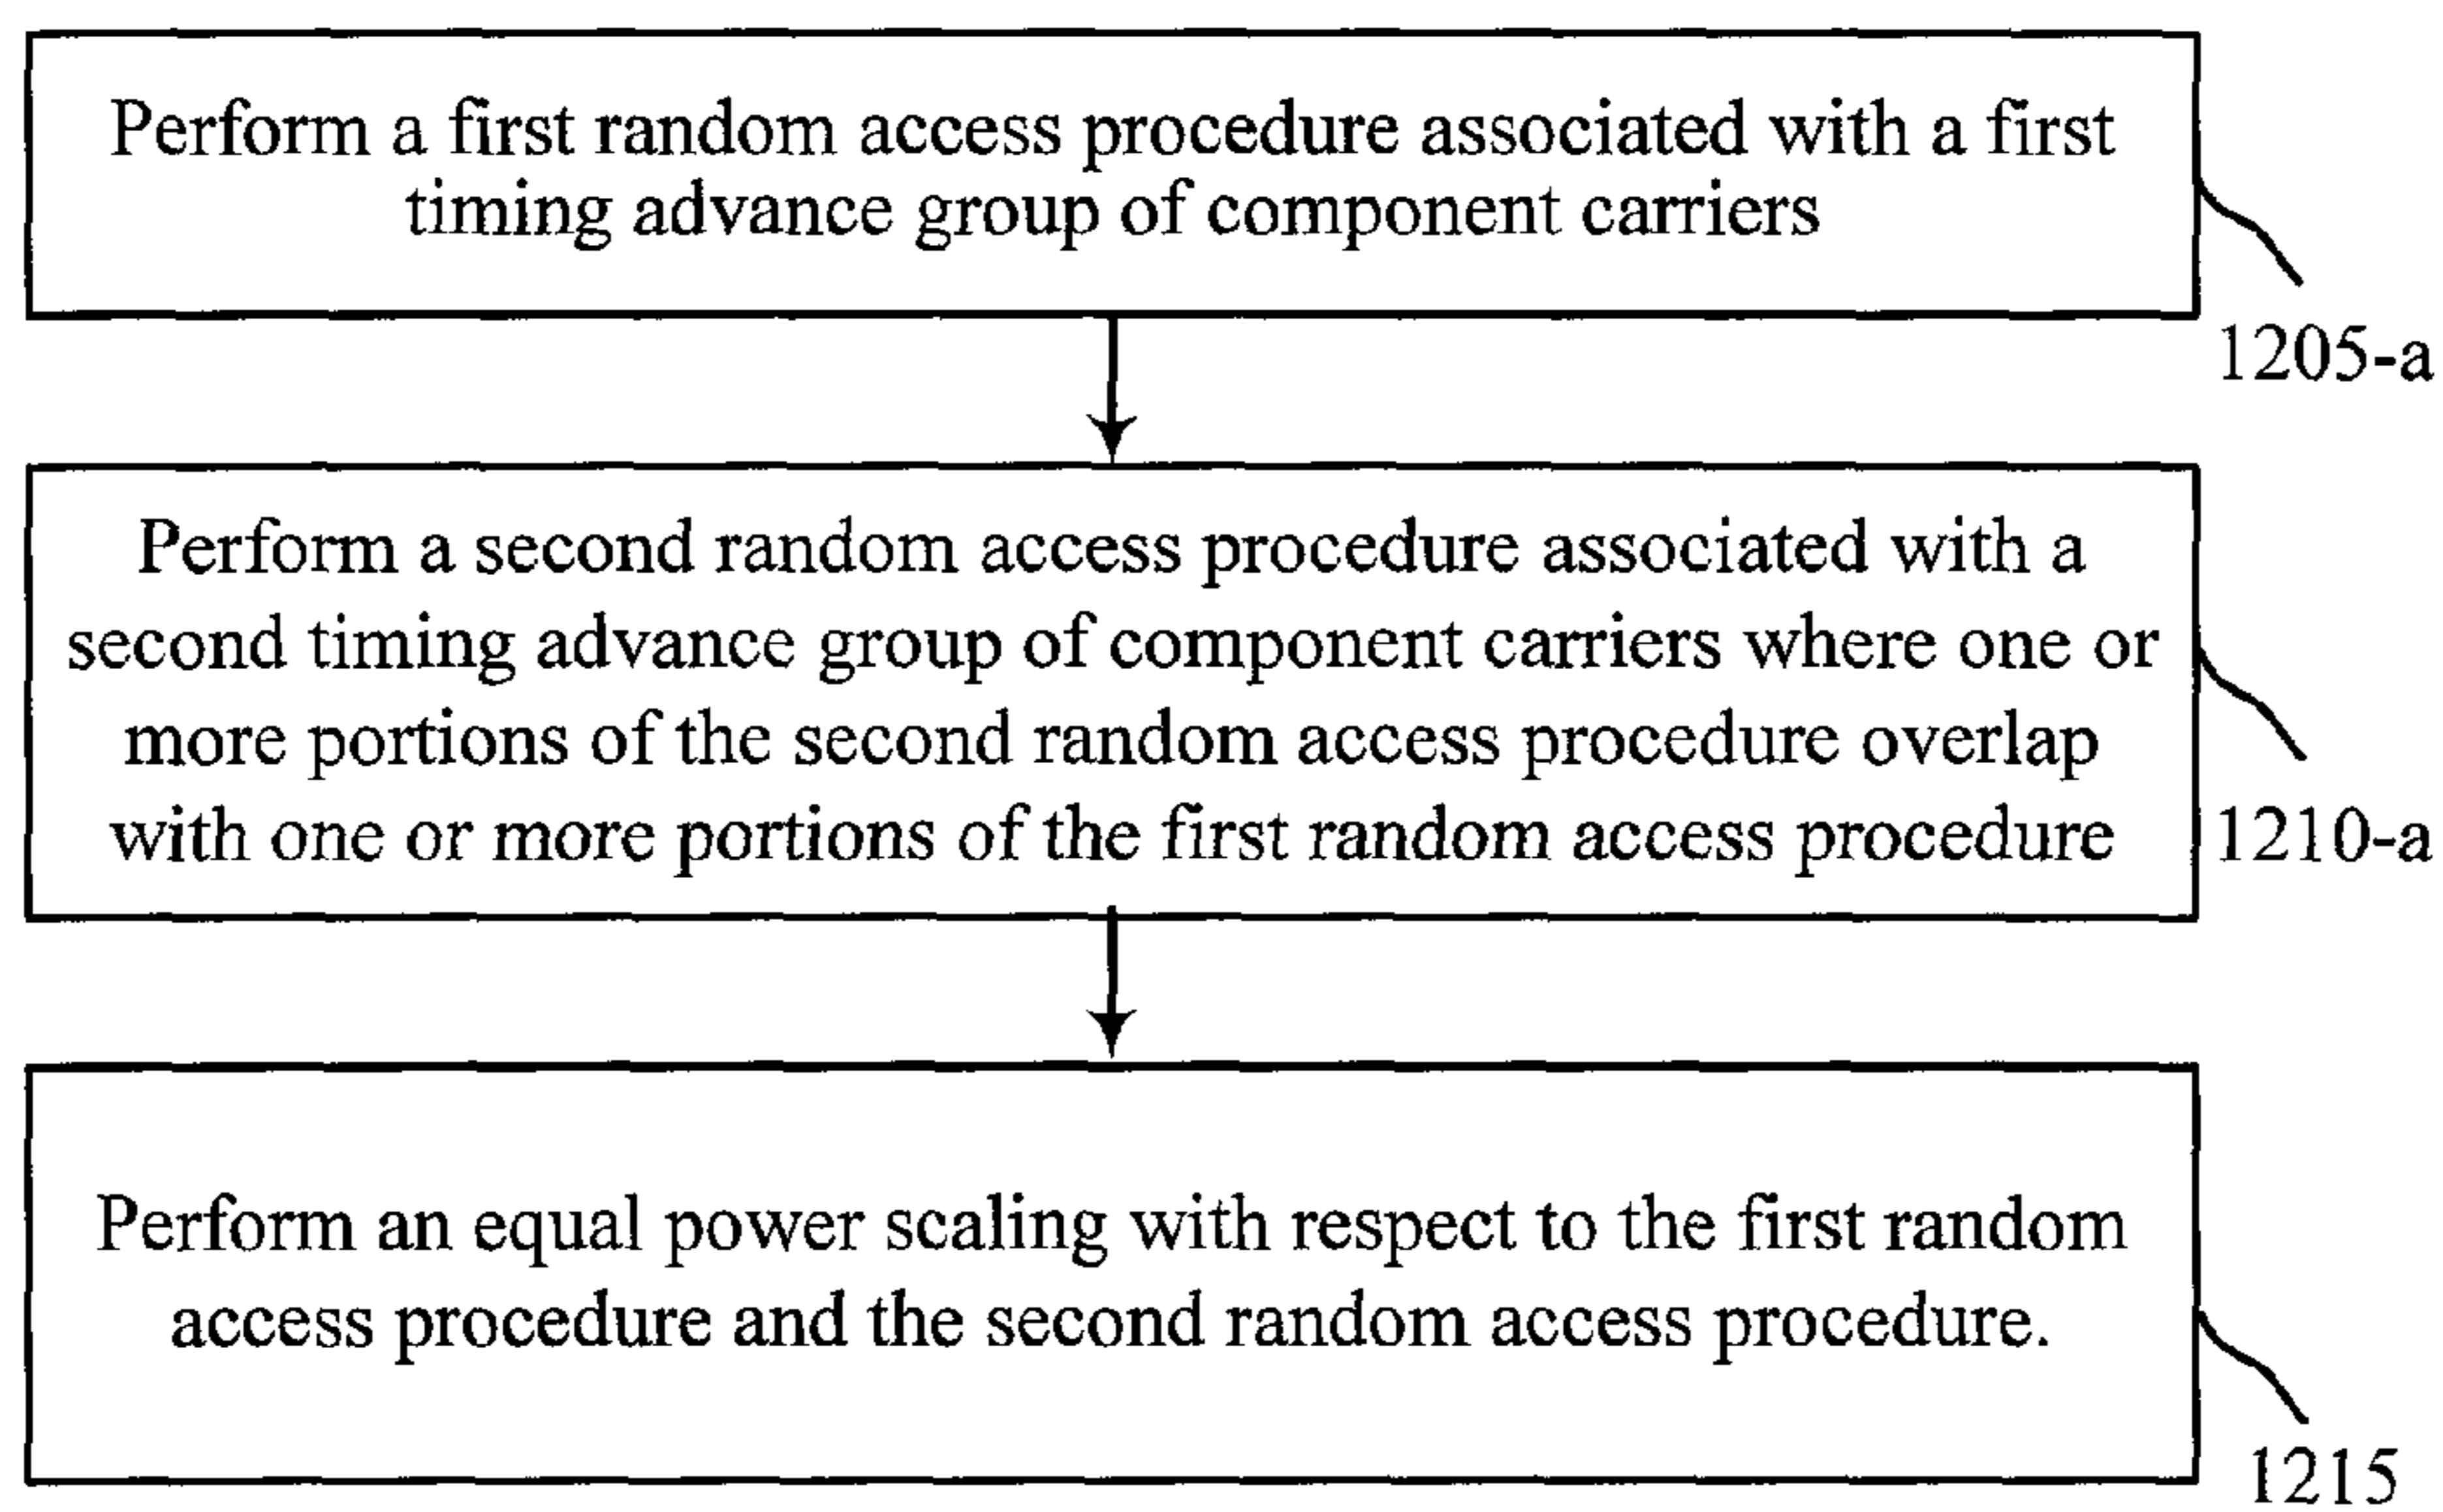 Perform a first random access procedure associated with a first
timing advance group of component carriers
1205-a
Perform a second random access procedure associated with a
second timing advance group of component carriers where one or
more portions of the second random access procedure overlap
with one or more portions of the first random access procedure
1210-a
Perform an equal power scaling with respect to the first random
access procedure and the second random access procedure.
1215